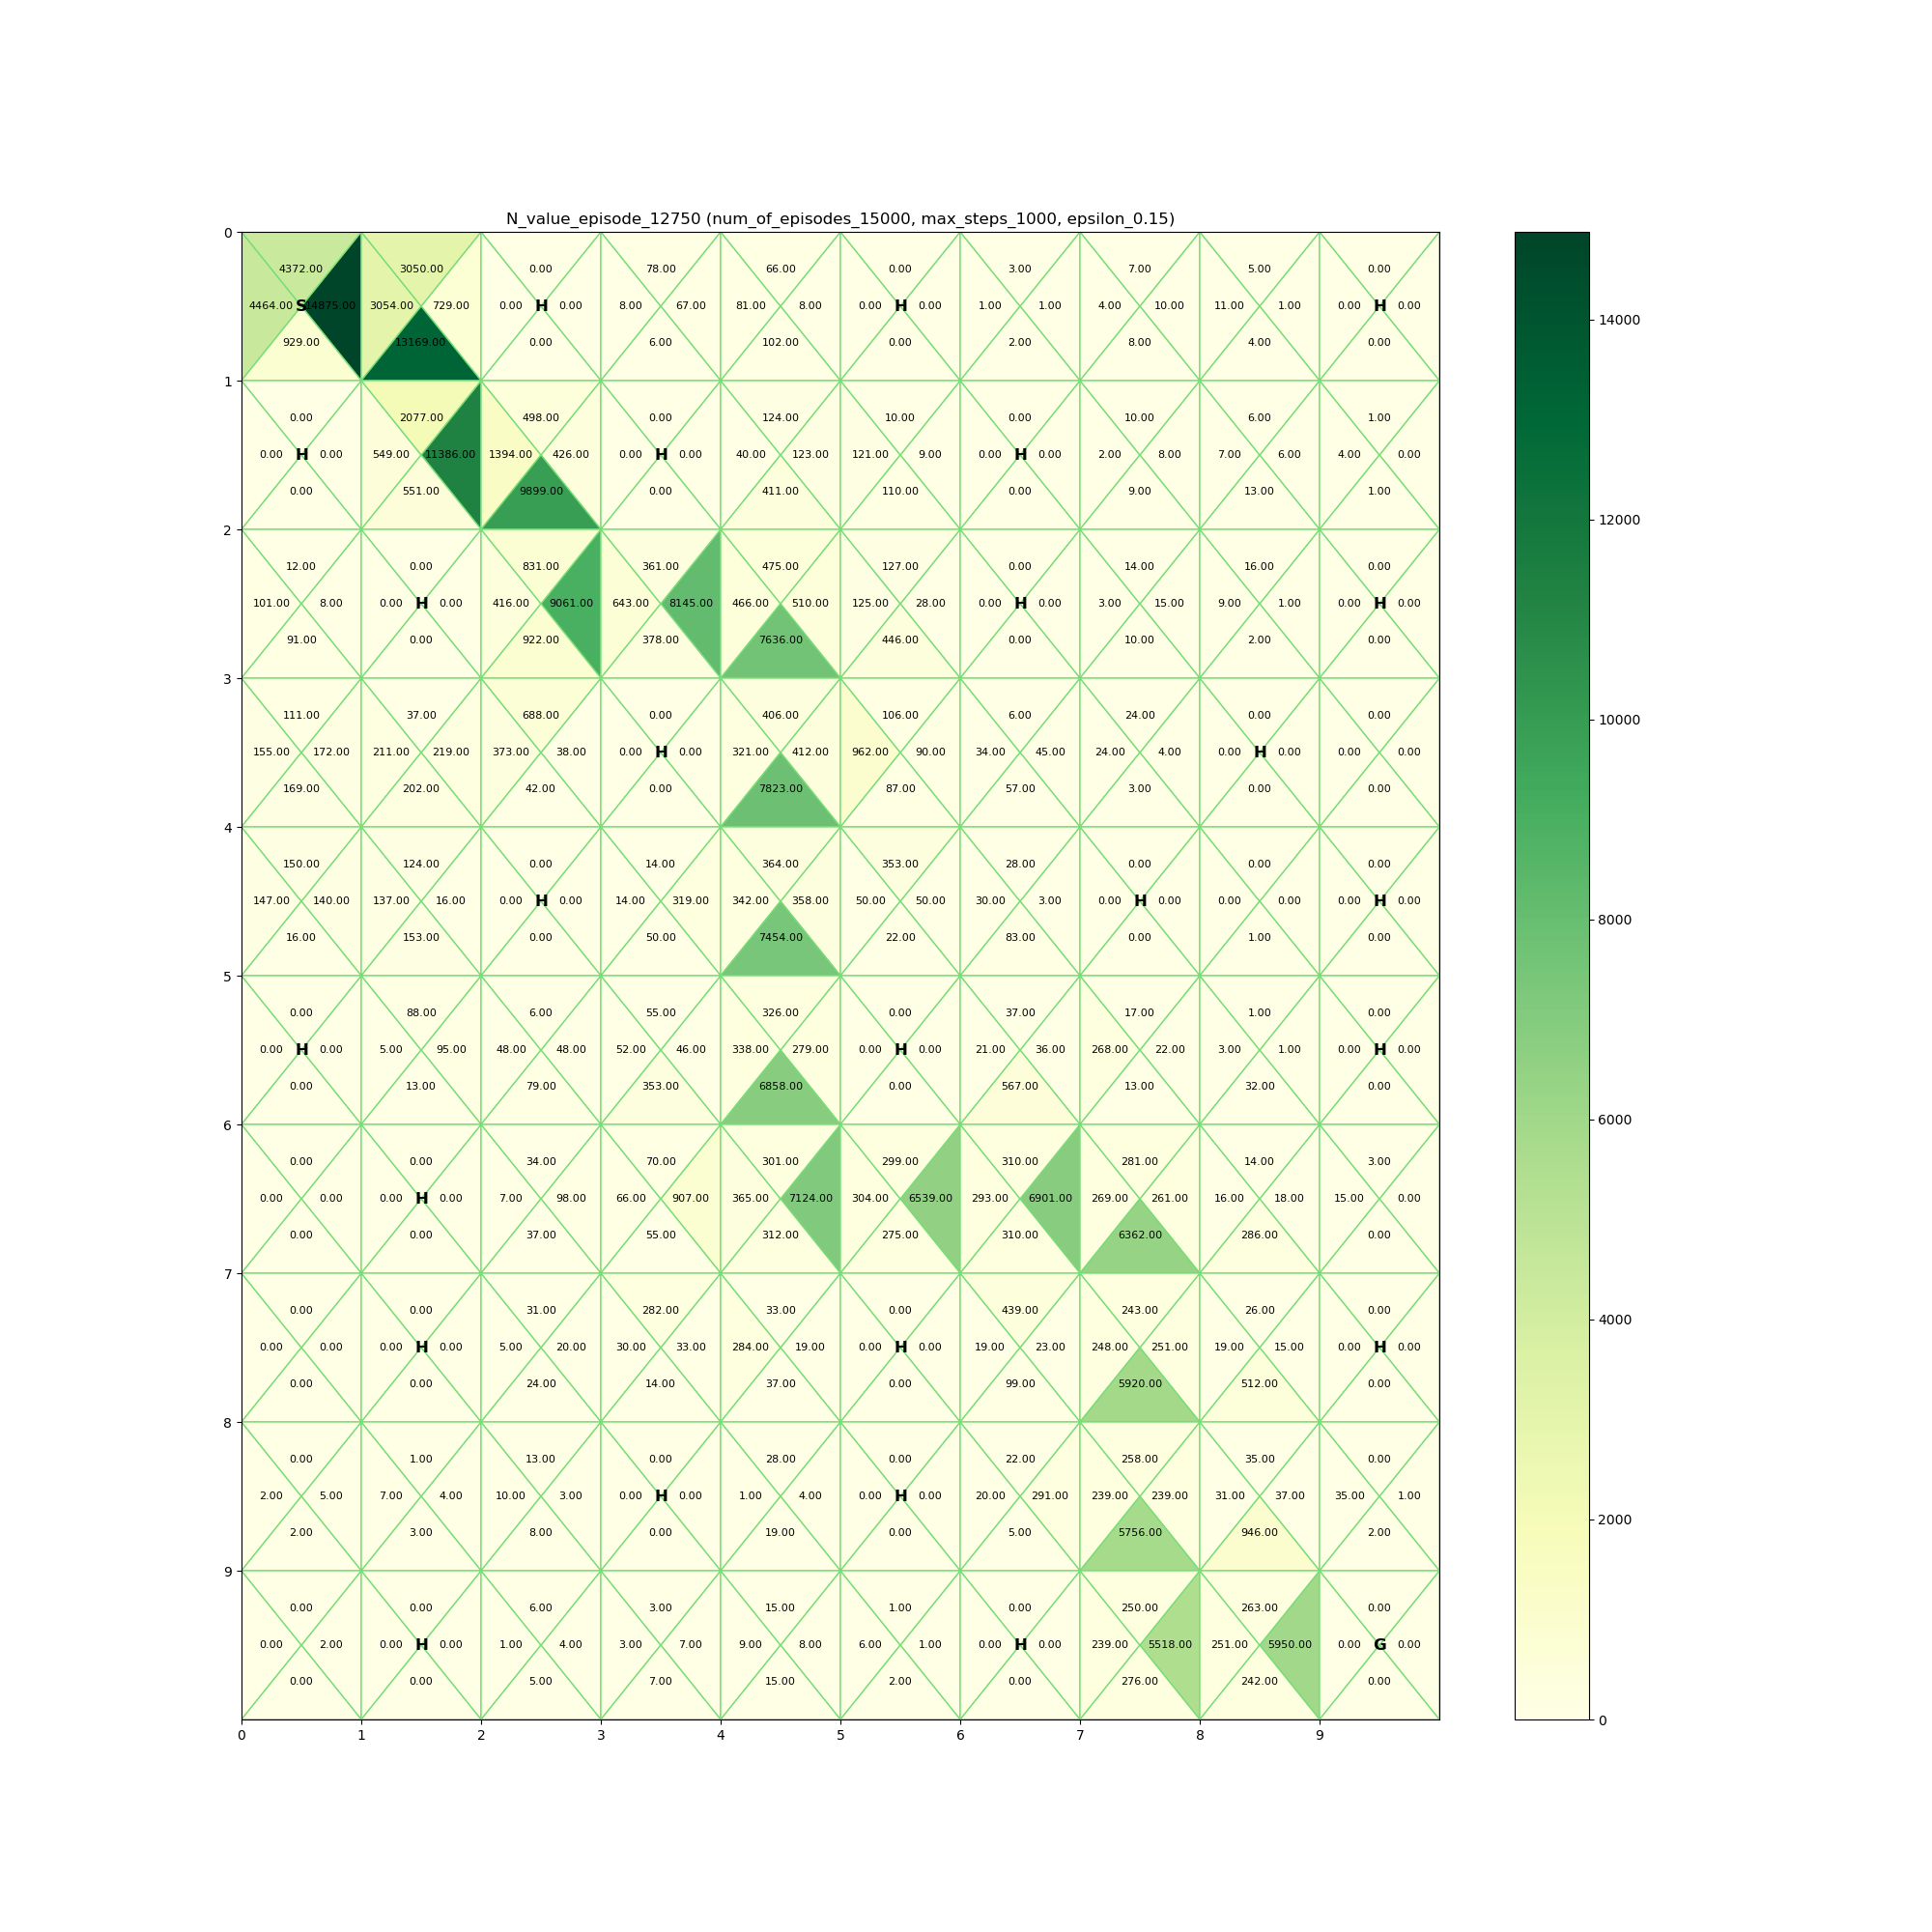 N_value_episode_12750 (num_of_episodes_15000, max_steps_1000, epsilon_0.15)
0
4372.00 3050.00 0.00 78.00 66.00 0.00 3.00 7.00 5.00 0.00
4464.00 S 14875.00 3054.00 729.00 0.00 H 0.00 8.00 67.00 81.00 8.00 0.00 H 0.00 1.00 1.00 4.00 10.00 11.00 1.00 0.00 H 0.00
14000
929.00 13169.00 0.00 6.00 102.00 0.00 2.00 8.00 4.00 0.00
1
0.00 2077.00 498.00 0.00 124.00 10.00 0.00 10.00 6.00 1.00
0.00 H 0.00 549.00 11386.00 1394.00 426.00 0.00 H 0.00 40.00 123.00 121.00 9.00 0.00 H 0.00 2.00 8.00 7.00 6.00 4.00 0.00
0.00 551.00 9899.00 0.00 411.00 110.00 0.00 9.00 13.00 1.00
12000
2
12.00 0.00 831.00 361.00 475.00 127.00 0.00 14.00 16.00 0.00
101.00 8.00 0.00 H 0.00 416.00 9061.00 643.00 8145.00 466.00 510.00 125.00 28.00 0.00 H 0.00 3.00 15.00 9.00 1.00 0.00 H 0.00
91.00 0.00 922.00 378.00 7636.00 446.00 0.00 10.00 2.00 0.00
3
111.00 37.00 688.00 0.00 406.00 106.00 6.00 24.00 0.00 0.00
10000
155.00 172.00 211.00 219.00 373.00 38.00 0.00 H 0.00 321.00 412.00 962.00 90.00 34.00 45.00 24.00 4.00 0.00 H 0.00 0.00 0.00
169.00 202.00 42.00 0.00 7823.00 87.00 57.00 3.00 0.00 0.00
4
150.00 124.00 0.00 14.00 364.00 353.00 28.00 0.00 0.00 0.00
147.00 140.00 137.00 16.00 0.00 H 0.00 14.00 319.00 342.00 358.00 50.00 50.00 30.00 3.00 0.00 H 0.00 0.00 0.00 0.00 H 0.00
8000
16.00 153.00 0.00 50.00 7454.00 22.00 83.00 0.00 1.00 0.00
5
0.00 88.00 6.00 55.00 326.00 0.00 37.00 17.00 1.00 0.00
0.00 H 0.00 5.00 95.00 48.00 48.00 52.00 46.00 338.00 279.00 0.00 H 0.00 21.00 36.00 268.00 22.00 3.00 1.00 0.00 H 0.00
0.00 13.00 79.00 353.00 6858.00 0.00 567.00 13.00 32.00 0.00
6000
6
0.00 0.00 34.00 70.00 301.00 299.00 310.00 281.00 14.00 3.00
0.00 0.00 0.00 H 0.00 7.00 98.00 66.00 907.00 365.00 7124.00 304.00 6539.00 293.00 6901.00 269.00 261.00 16.00 18.00 15.00 0.00
0.00 0.00 37.00 55.00 312.00 275.00 310.00 6362.00 286.00 0.00
7
0.00 0.00 31.00 282.00 33.00 0.00 439.00 243.00 26.00 0.00
4000
0.00 0.00 0.00 H 0.00 5.00 20.00 30.00 33.00 284.00 19.00 0.00 H 0.00 19.00 23.00 248.00 251.00 19.00 15.00 0.00 H 0.00
0.00 0.00 24.00 14.00 37.00 0.00 99.00 5920.00 512.00 0.00
8
0.00 1.00 13.00 0.00 28.00 0.00 22.00 258.00 35.00 0.00
2.00 5.00 7.00 4.00 10.00 3.00 0.00 H 0.00 1.00 4.00 0.00 H 0.00 20.00 291.00 239.00 239.00 31.00 37.00 35.00 1.00
2000
2.00 3.00 8.00 0.00 19.00 0.00 5.00 5756.00 946.00 2.00
9
0.00 0.00 6.00 3.00 15.00 1.00 0.00 250.00 263.00 0.00
0.00 2.00 0.00 H 0.00 1.00 4.00 3.00 7.00 9.00 8.00 6.00 1.00 0.00 H 0.00 239.00 5518.00 251.00 5950.00 0.00 G 0.00
0.00 0.00 5.00 7.00 15.00 2.00 0.00 276.00 242.00 0.00
0
0 1 2 3 4 5 6 7 8 9